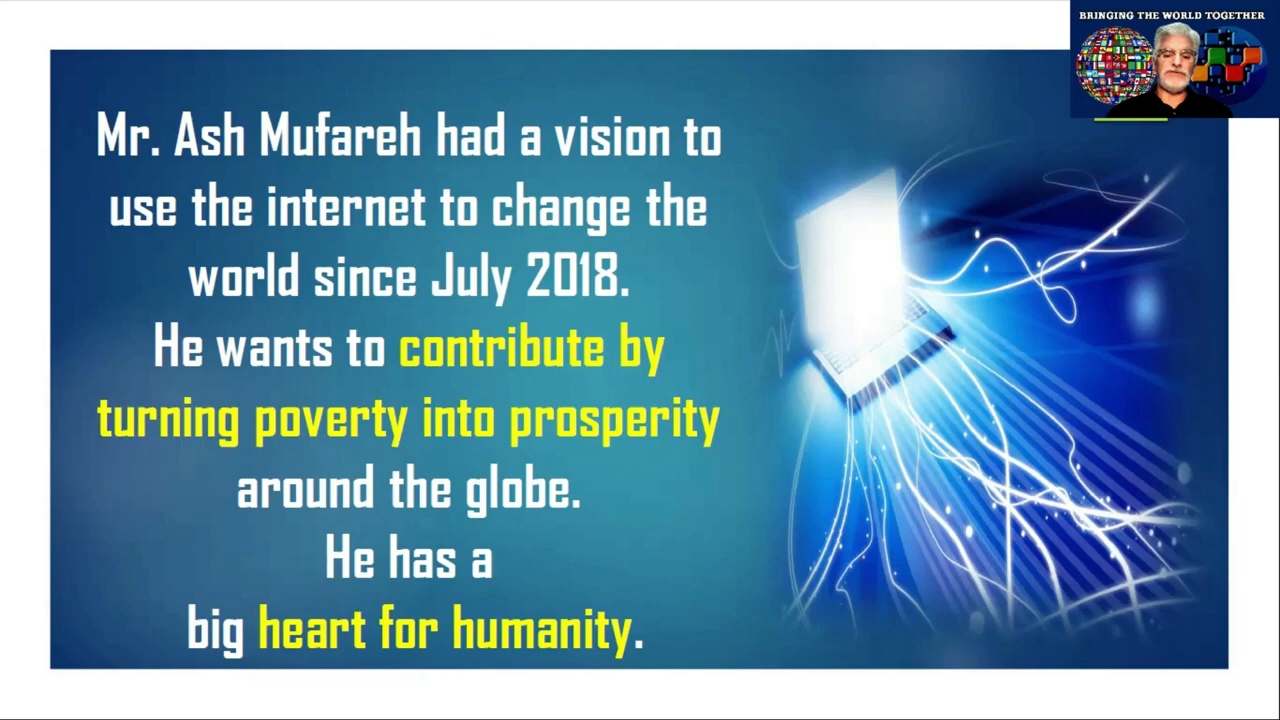 BRINGING THE WORLD TOGETHER
Mr. Ash Mufareh had a vision to
use the internet to change the
world since July 2018.
He wants to contribute by
turning poverty into prosperity
around the globe.
He has a
big heart for humanity.